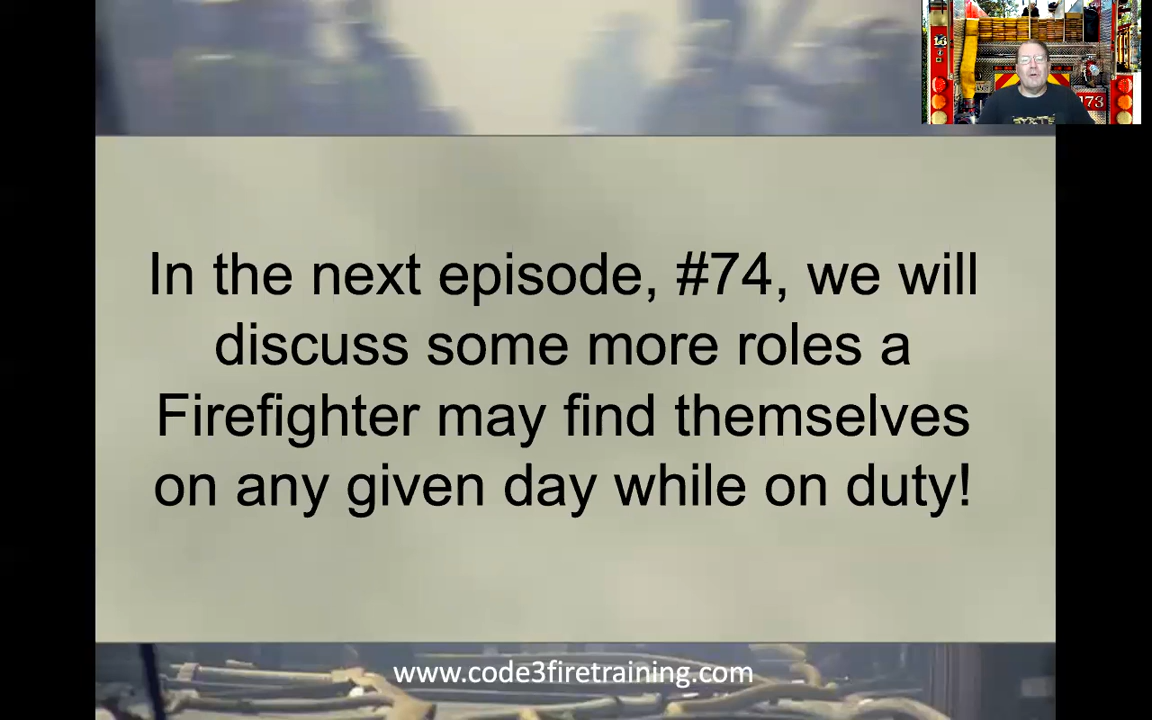 173
In the next episode, #74, we will
discuss some more roles a
Firefighter may find themselves
on any given day while on duty!
www.code3firetraining.com